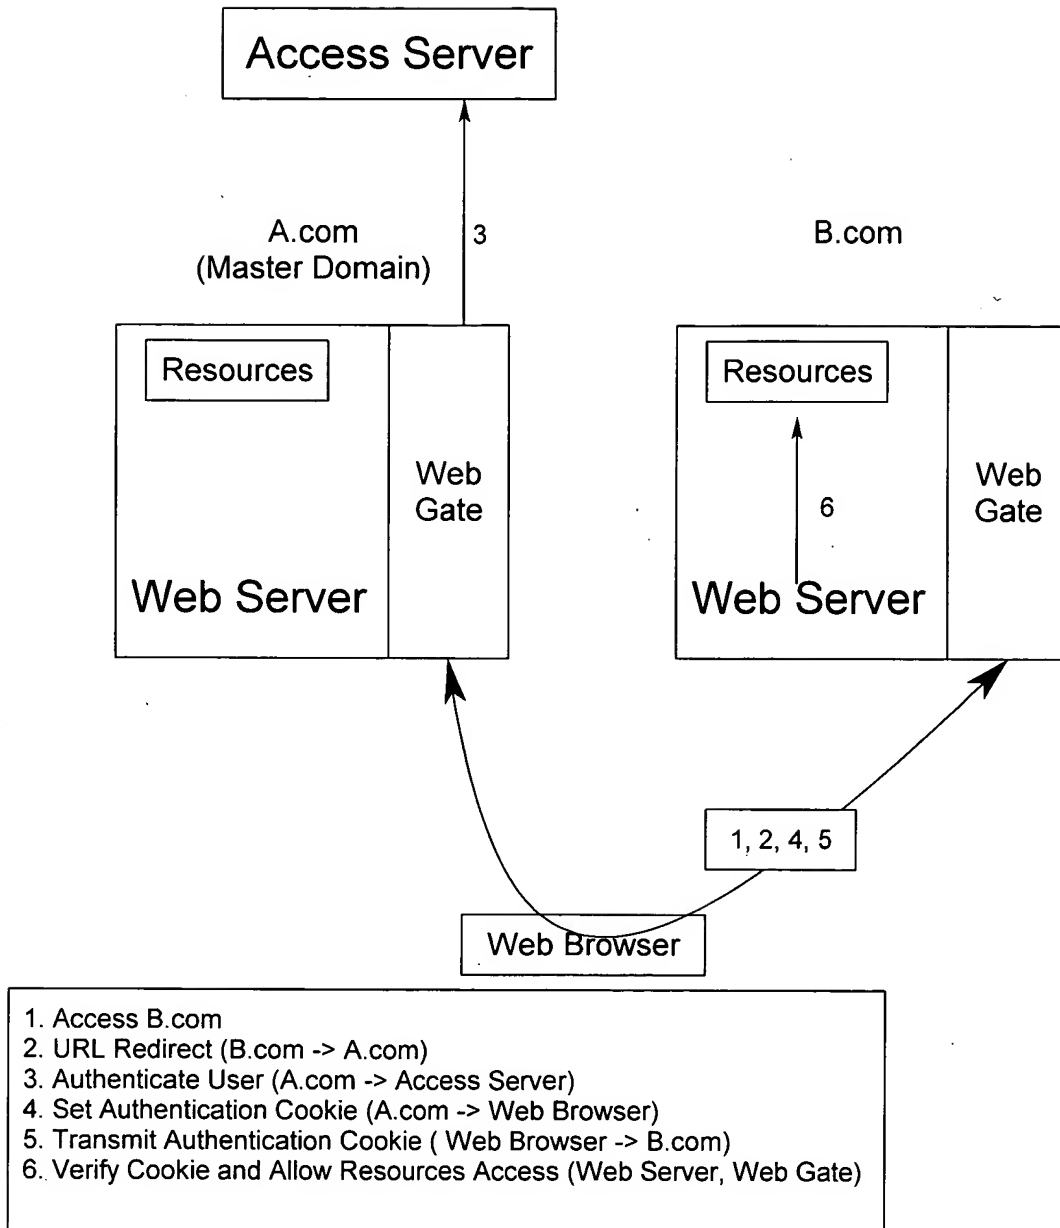 Access Server
3
A.com
(Master Domain)
B.com
Resources
Web
Gate
Web Server
Resources
6
Web
Gate
Web Server
1, 2, 4, 5
Web Browser
1. Access B.com
2. URL Redirect (B.com -> A.com)
3. Authenticate User (A.com -> Access Server)
4. Set Authentication Cookie (A.com -> Web Browser)
5. Transmit Authentication Cookie ( Web Browser -> B.com)
6. Verify Cookie and Allow Resources Access (Web Server, Web Gate)